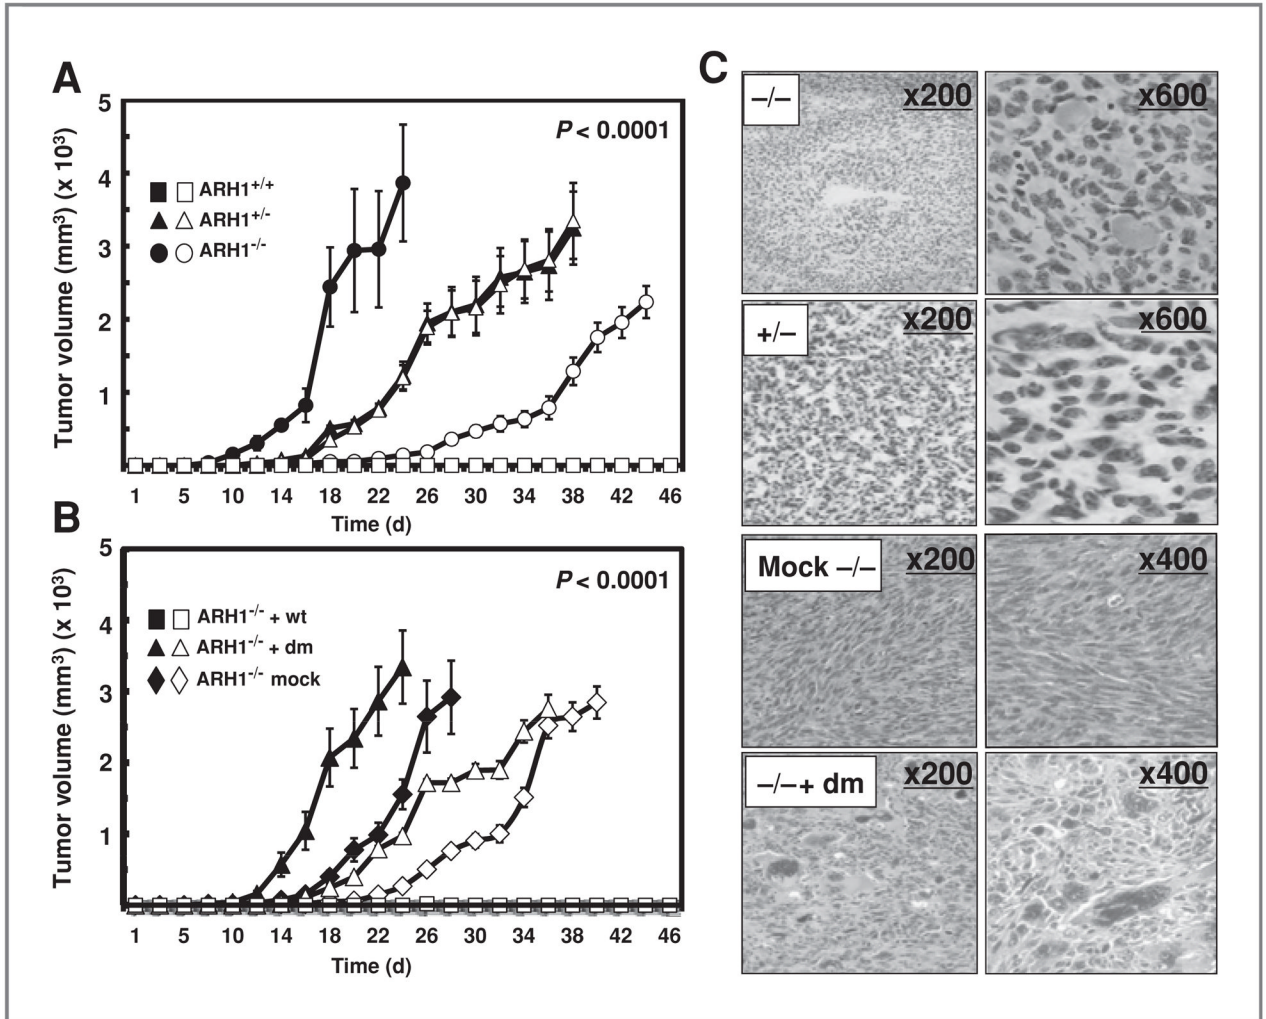 A
5
4
3
2
1
Tumor volume (mm³) (x 10³)
P < 0.0001
ARH1+/+
ARH1+/-
ARH1-/-
1 5 10 14 18 22 26 30 34 38 42 46
Time (d)
B
5
4
3
2
1
Tumor volume (mm³) (x 10³)
P < 0.0001
ARH1-/- + wt
ARH1-/- + dm
ARH1-/- mock
1 5 10 14 18 22 26 30 34 38 42 46
Time (d)
C
–/– x200 x600
+/– x200 x600
Mock –/– x200 x400
–/–+ dm x200 x400